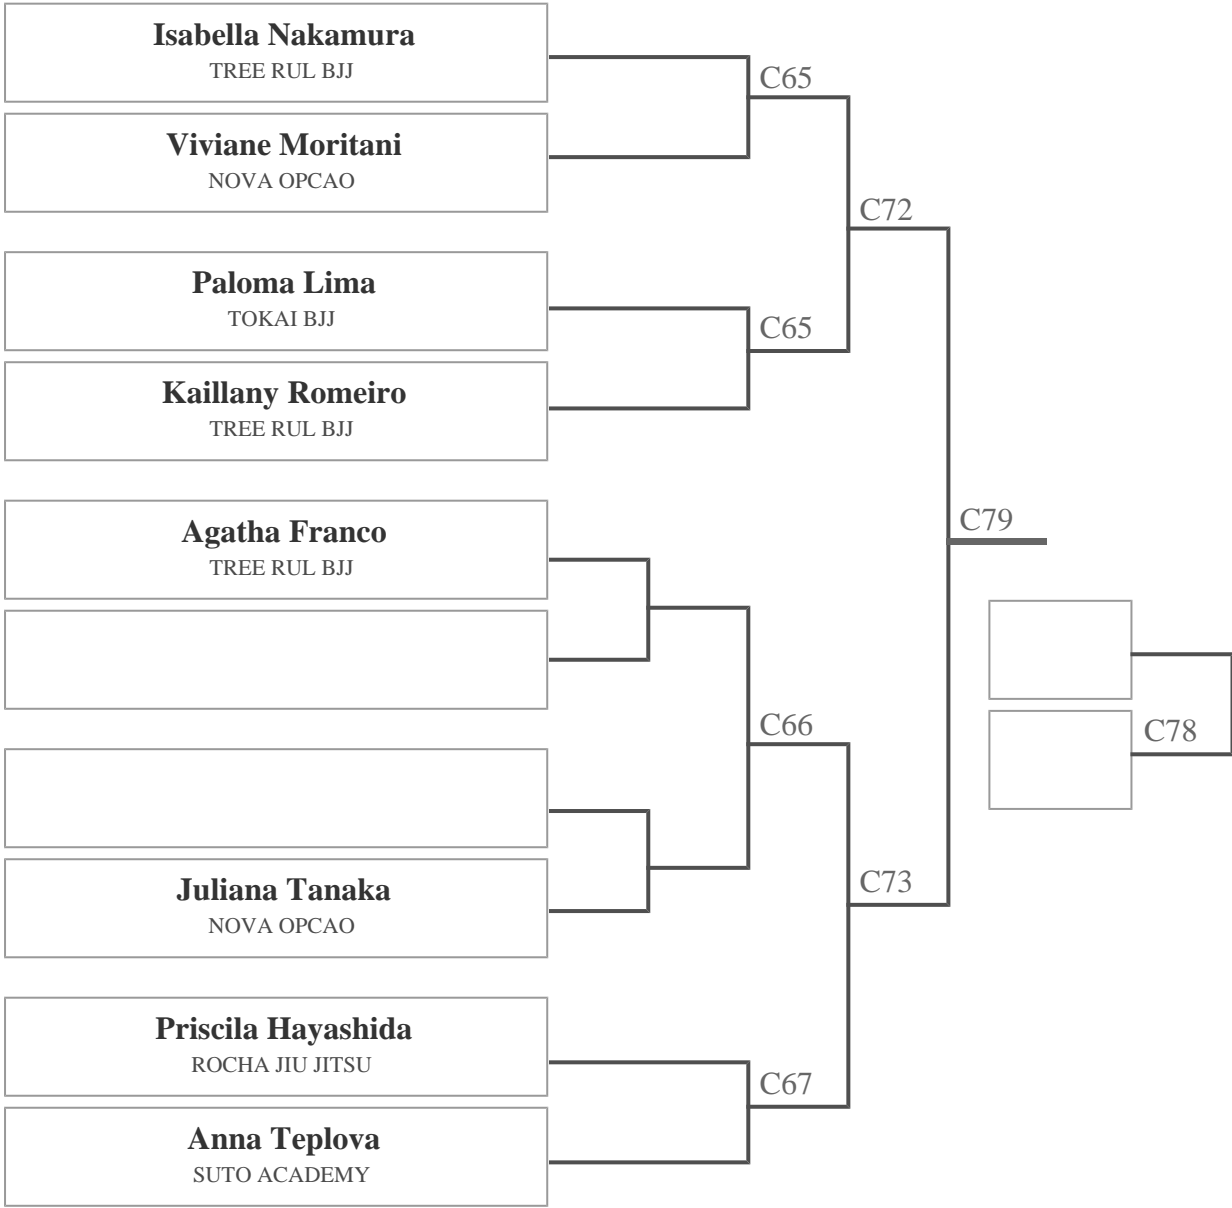 Isabella Nakamura
TREE RUL BJJ
C65
Viviane Moritani
NOVA OPCAO
C72
Paloma Lima
TOKAI BJJ
C65
Kaillany Romeiro
TREE RUL BJJ
Agatha Franco
TREE RUL BJJ
C79
C66
C78
Juliana Tanaka
NOVA OPCAO
C73
Priscila Hayashida
ROCHA JIU JITSU
C67
Anna Teplova
SUTO ACADEMY